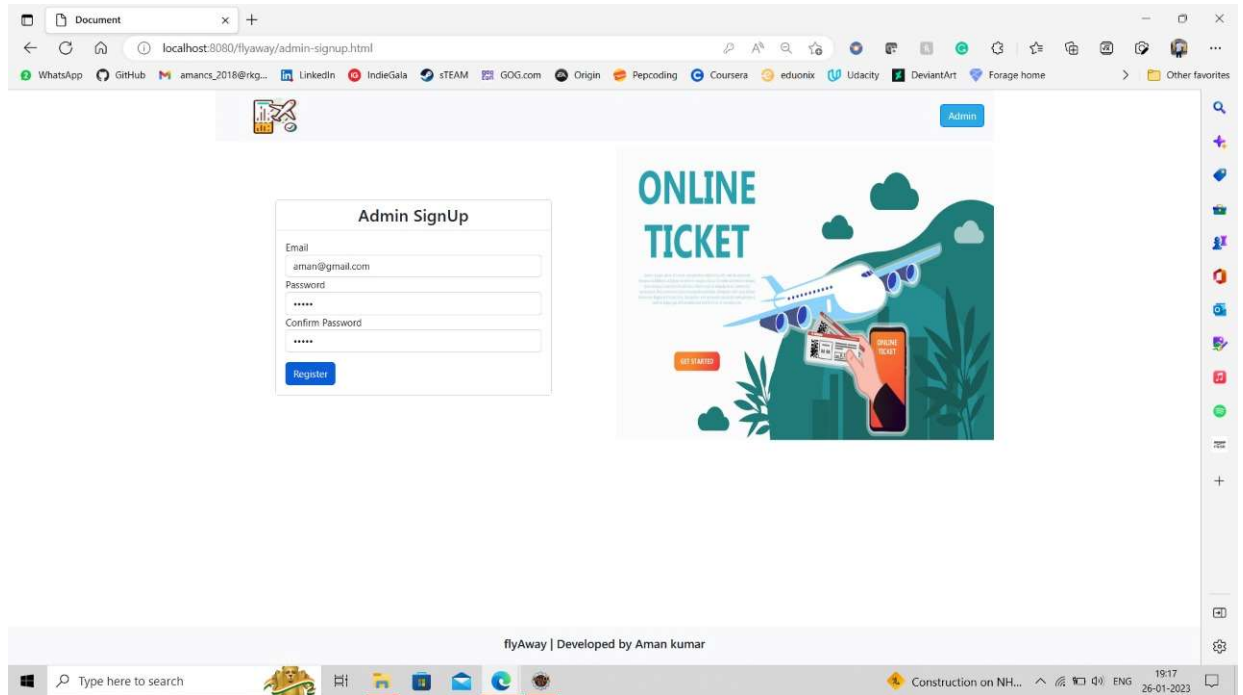 Document
localhost:8080/flyaway/admin-signup.html
WhatsApp GitHub amancs_2018@rkg... LinkedIn IndieGala sTEAM GOG.com Origin Pepcoding Coursera eduonix Udacity DeviantArt Forage home Other favorites
Admin
Admin SignUp
Email
aman@gmail.com
Password
•••••
Confirm Password
•••••
Register
ONLINE
TICKET
GET STARTED
ONLINE
TICKET
flyAway | Developed by Aman kumar
Type here to search
Construction on NH... ENG 19:17
26-01-2023